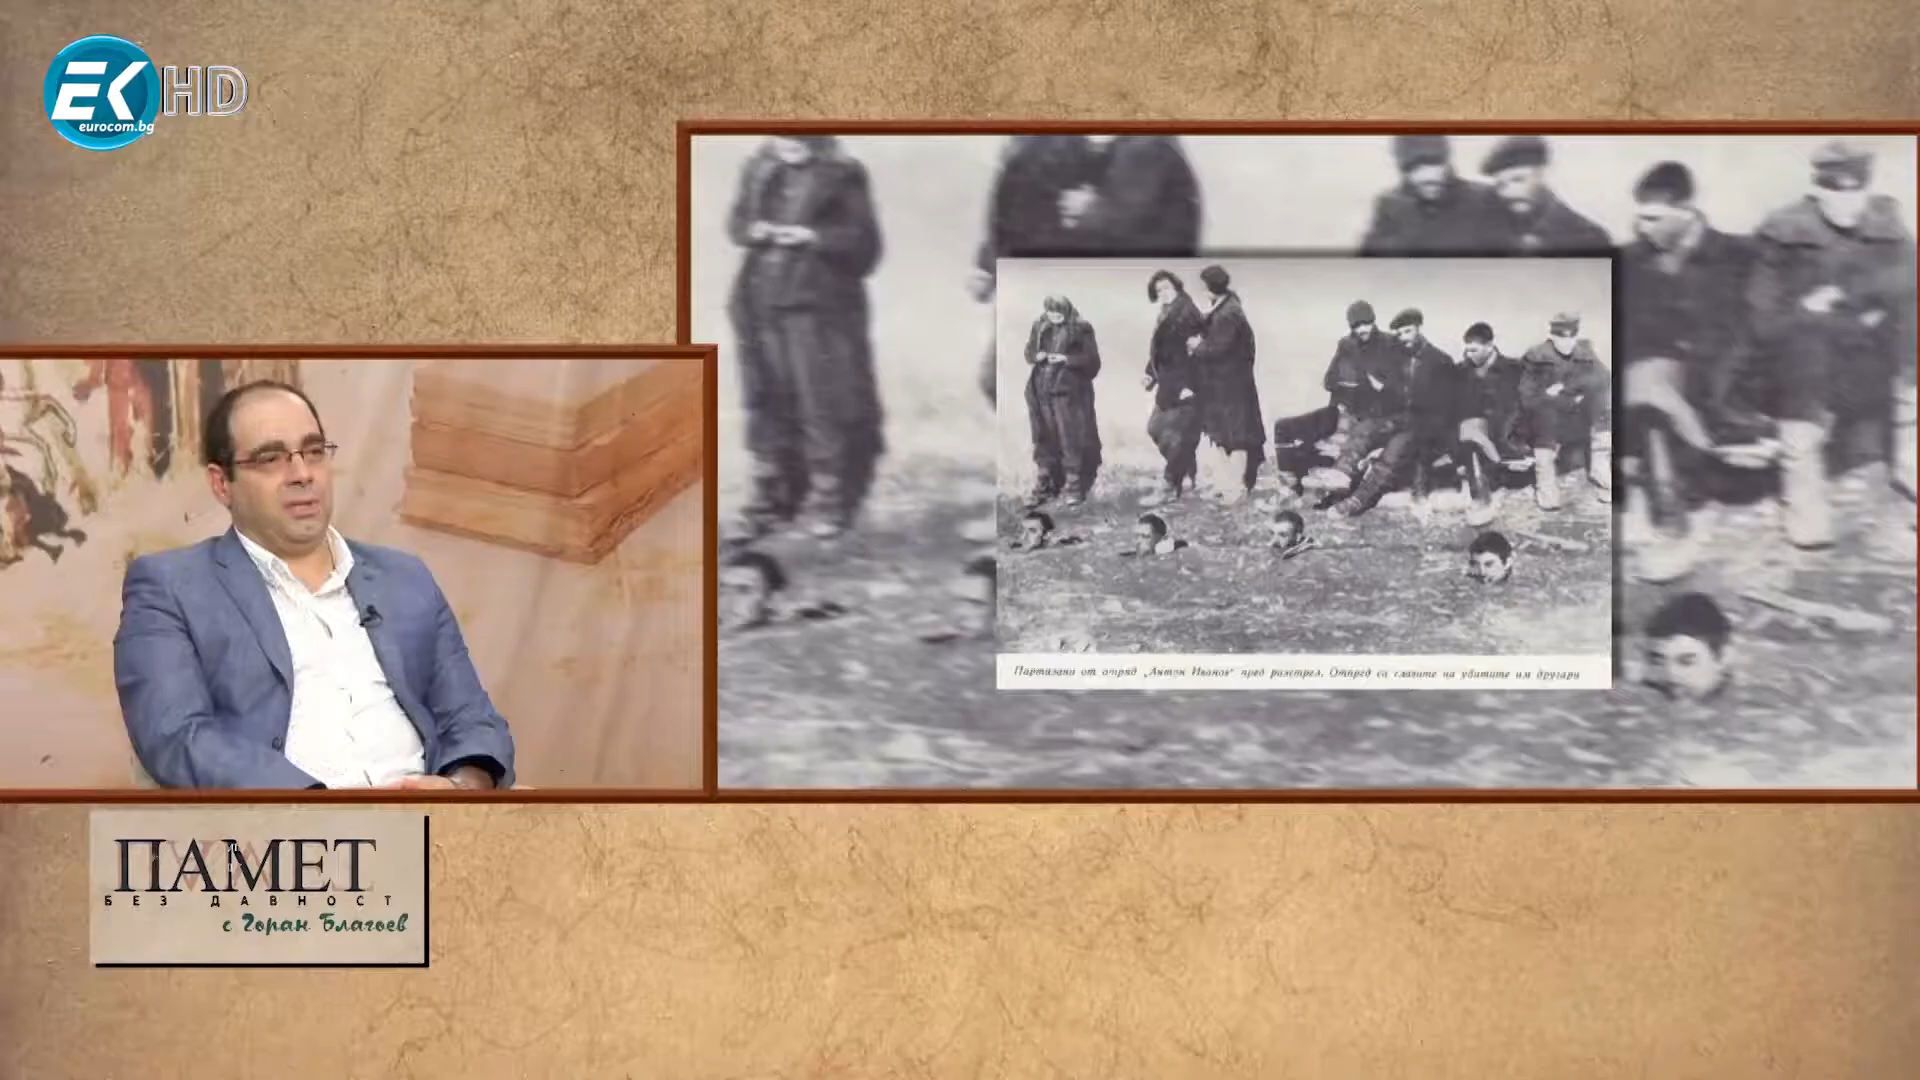 EK HD
eurocom.bg
Партизани от отряд „Антон Иванов“ пред разстрел. Отпред са главите на убитите им другари
ПАМЕТ
БЕЗ ДАВНОСТ
с Горан Благоев